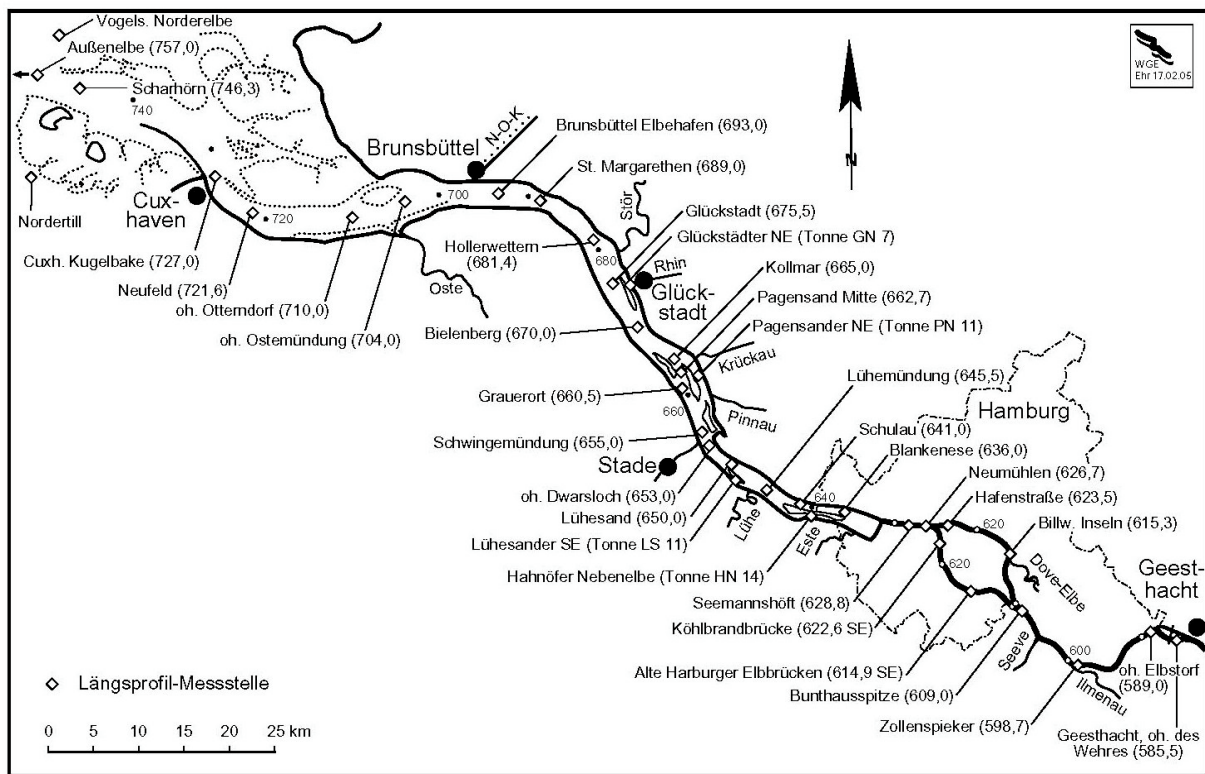 Vogels. Norderelbe
Außenelbe (757,0)
Scharhörn (746,3)
740
WGE
Ehr 17.02.05
N-O-K
Brunsbüttel
Brunsbüttel Elbehafen (693,0)
St. Margarethen (689,0)
N
700
Stör
Glückstadt (675,5)
Glückstädter NE (Tonne GN 7)
Nordertill
Cux-
haven
720
Hollerwettern
(681,4)
680
Rhin
Kollmar (665,0)
Cuxh. Kugelbake (727,0)
Neufeld (721,6)
oh. Otterndorf (710,0)
oh. Ostemündung (704,0)
Oste
Glück-
stadt
Pagensand Mitte (662,7)
Pagensander NE (Tonne PN 11)
Bielenberg (670,0)
Krückau
Lühemündung (645,5)
Grauerort (660,5)
660
Pinnau
Hamburg
Schulau (641,0)
Blankenese (636,0)
Schwingemündung (655,0)
Stade
Neumühlen (626,7)
Hafenstraße (623,5)
oh. Dwarsloch (653,0)
640
620
Billw. Inseln (615,3)
Lühesand (650,0)
Lühe
Este
Lühesander SE (Tonne LS 11)
620
Dove-Elbe
Geest-
hacht
Hahnöfer Nebenelbe (Tonne HN 14)
Seemannshöft (628,8)
Köhlbrandbrücke (622,6 SE)
Seeve
600
Alte Harburger Elbbrücken (614,9 SE)
oh. Elbstorf
(589,0)
Ilmenau
Bunthausspitze (609,0)
Zollenspieker (598,7)
Geesthacht, oh. des
Wehres (585,5)
Längsprofil-Messstelle
0 5 10 15 20 25 km